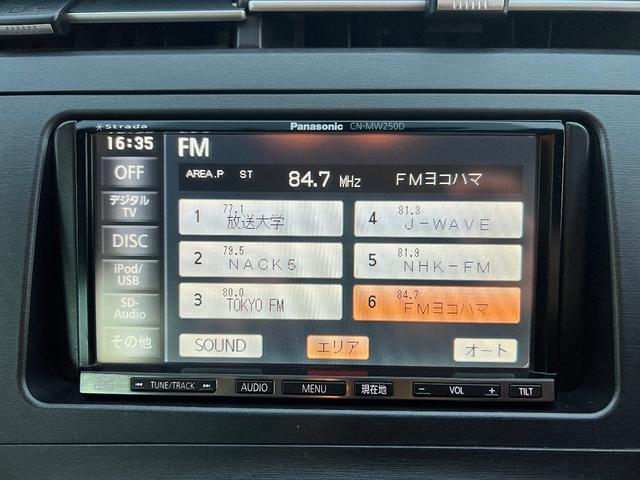 Strada Panasonic CN-MW250D
16:35 FM
OFF
デジタル
TV
DISC
iPod/
USB
SD-
Audio
その他
AREA.P ST 84.7 MHz FMヨコハマ
1 77.1 放送大学
2 79.5 NACK5
3 80.0 TOKYO FM
4 81.3 J-WAVE
5 81.9 NHK-FM
6 84.7 FMヨコハマ
SOUND エリア オート
TUNE/TRACK AUDIO MENU 現在地 − VOL + TILT